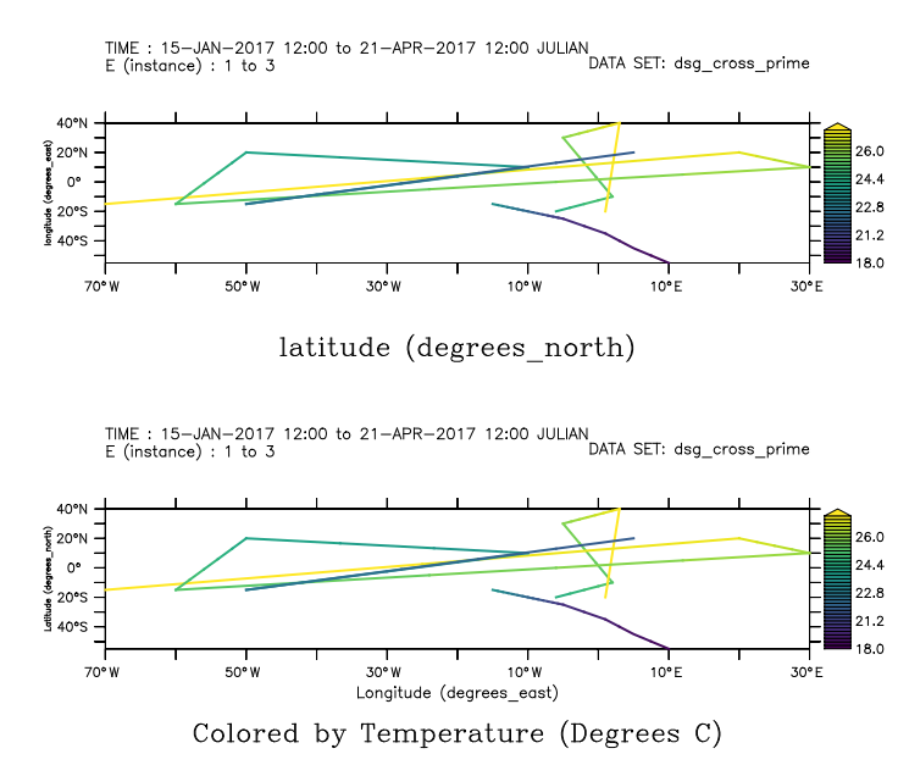 TIME : 15-JAN-2017 12:00 to 21-APR-2017 12:00 JULIAN
E (instance) : 1 to 3
DATA SET: dsg_cross_prime
40°N
20°N
0°
20°S
40°S
longitude (degrees_east)
26.0
24.4
22.8
21.2
18.0
70°W 50°W 30°W 10°W 10°E 30°E
latitude (degrees_north)
TIME : 15-JAN-2017 12:00 to 21-APR-2017 12:00 JULIAN
E (instance) : 1 to 3
DATA SET: dsg_cross_prime
40°N
20°N
0°
20°S
40°S
Latitude (degrees_north)
26.0
24.4
22.8
21.2
18.0
70°W 50°W 30°W 10°W 10°E 30°E
Longitude (degrees_east)
Colored by Temperature (Degrees C)